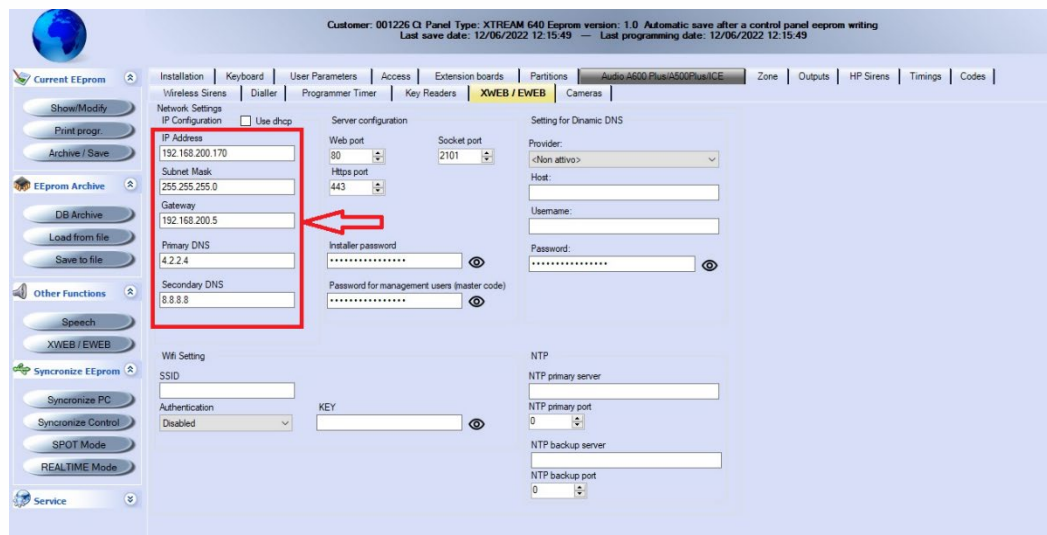 Customer: 001226 Ct Panel Type: XTREAM 640 Eeprom version: 1.0 Automatic save after a control panel eeprom writing
Last save date: 12/06/2022 12:15:49 — Last programming date: 12/06/2022 12:15:49
Current EEprom
Show/Modify
Print progr.
Archive / Save
EEprom Archive
DB Archive
Load from file
Save to file
Other Functions
Speech
XWEB / EWEB
Syncronize EEprom
Syncronize PC
Syncronize Control
SPOT Mode
REALTIME Mode
Service
Installation Keyboard User Parameters Access Extension boards Partitions Audio A600 Plus/A500Plus/ICE Zone Outputs HP Sirens Timings Codes
Wireless Sirens Dialler Programmer Timer Key Readers XWEB / EWEB Cameras
Network Settings
IP Configuration Use dhcp
IP Address
192.168.200.170
Subnet Mask
255.255.255.0
Gateway
192.168.200.5
Primary DNS
4.2.2.4
Secondary DNS
8.8.8.8
Server configuration
Web port Socket port
80 2101
Https port
443
Installer password
••••••••••••••••
Password for management users (master code)
••••••••••••••••
Setting for Dinamic DNS
Provider:
<Non attivo>
Host:
Username:
Password:
••••••••••••••••
Wifi Setting
SSID
Authentication KEY
Disabled
NTP
NTP primary server
NTP primary port
0
NTP backup server
NTP backup port
0